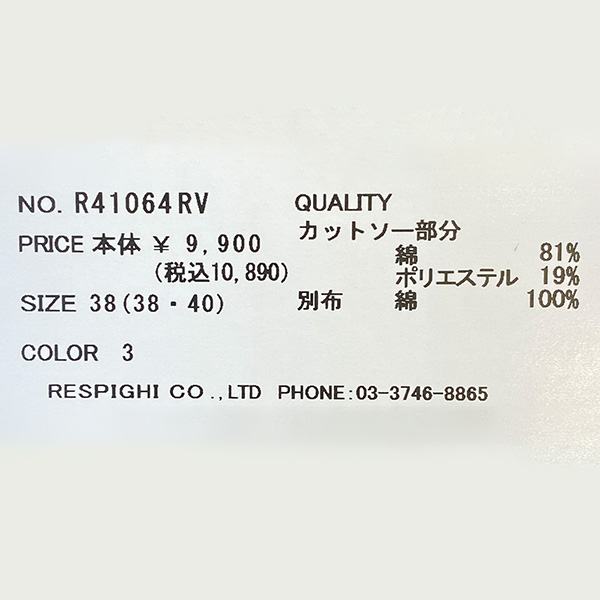 NO. R41064RV
PRICE 本体 ¥ 9,900
(税込10,890)
SIZE 38(38・40)
COLOR 3
QUALITY
カットソー部分
綿 81%
ポリエステル 19%
別布 綿 100%
RESPIGHI CO.,LTD PHONE:03-3746-8865